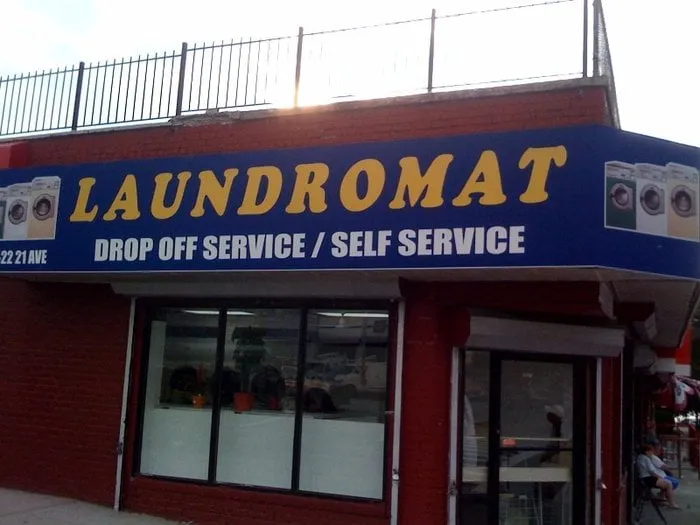 LAUNDROMAT
DROP OFF SERVICE / SELF SERVICE
22 21 AVE